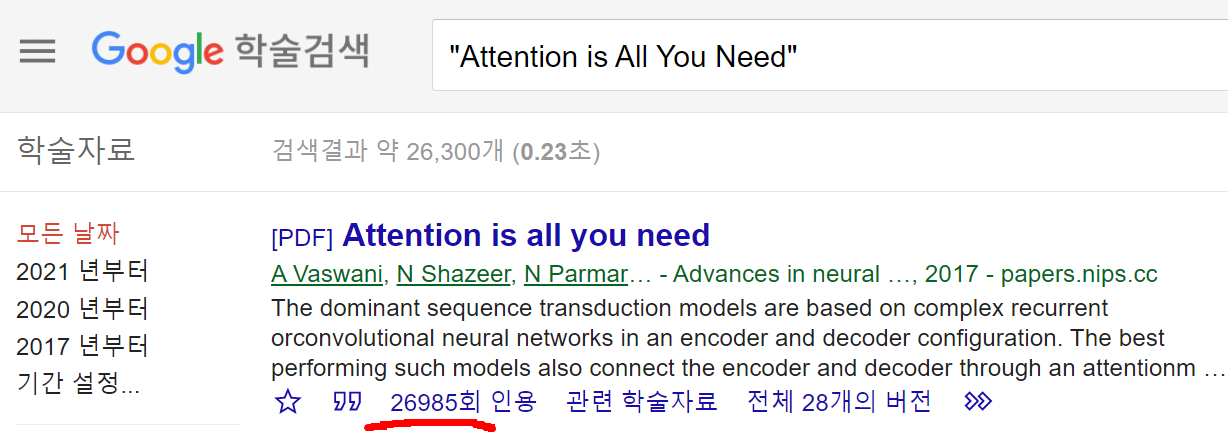 Google 학술검색
"Attention is All You Need"
학술자료
검색결과 약 26,300개 (0.23초)
모든 날짜
2021 년부터
2020 년부터
2017 년부터
기간 설정...
[PDF] Attention is all you need
A Vaswani, N Shazeer, N Parmar… - Advances in neural …, 2017 - papers.nips.cc
The dominant sequence transduction models are based on complex recurrent
orconvolutional neural networks in an encoder and decoder configuration. The best
performing such models also connect the encoder and decoder through an attentionm …
26985회 인용 관련 학술자료 전체 28개의 버전